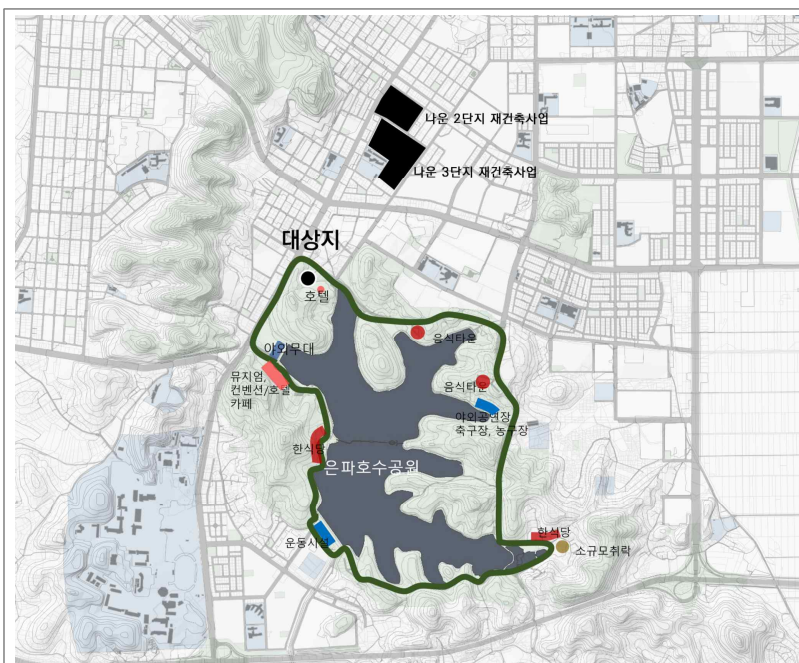 나운 2단지 재건축사업
나운 3단지 재건축사업
대상지
호텔
야외무대
음식타운
뮤지엄,
컨벤션/호텔
카페
음식타운
야외공연장
축구장, 농구장
한식당
은파호수공원
운동시설
한식당
소규모취락